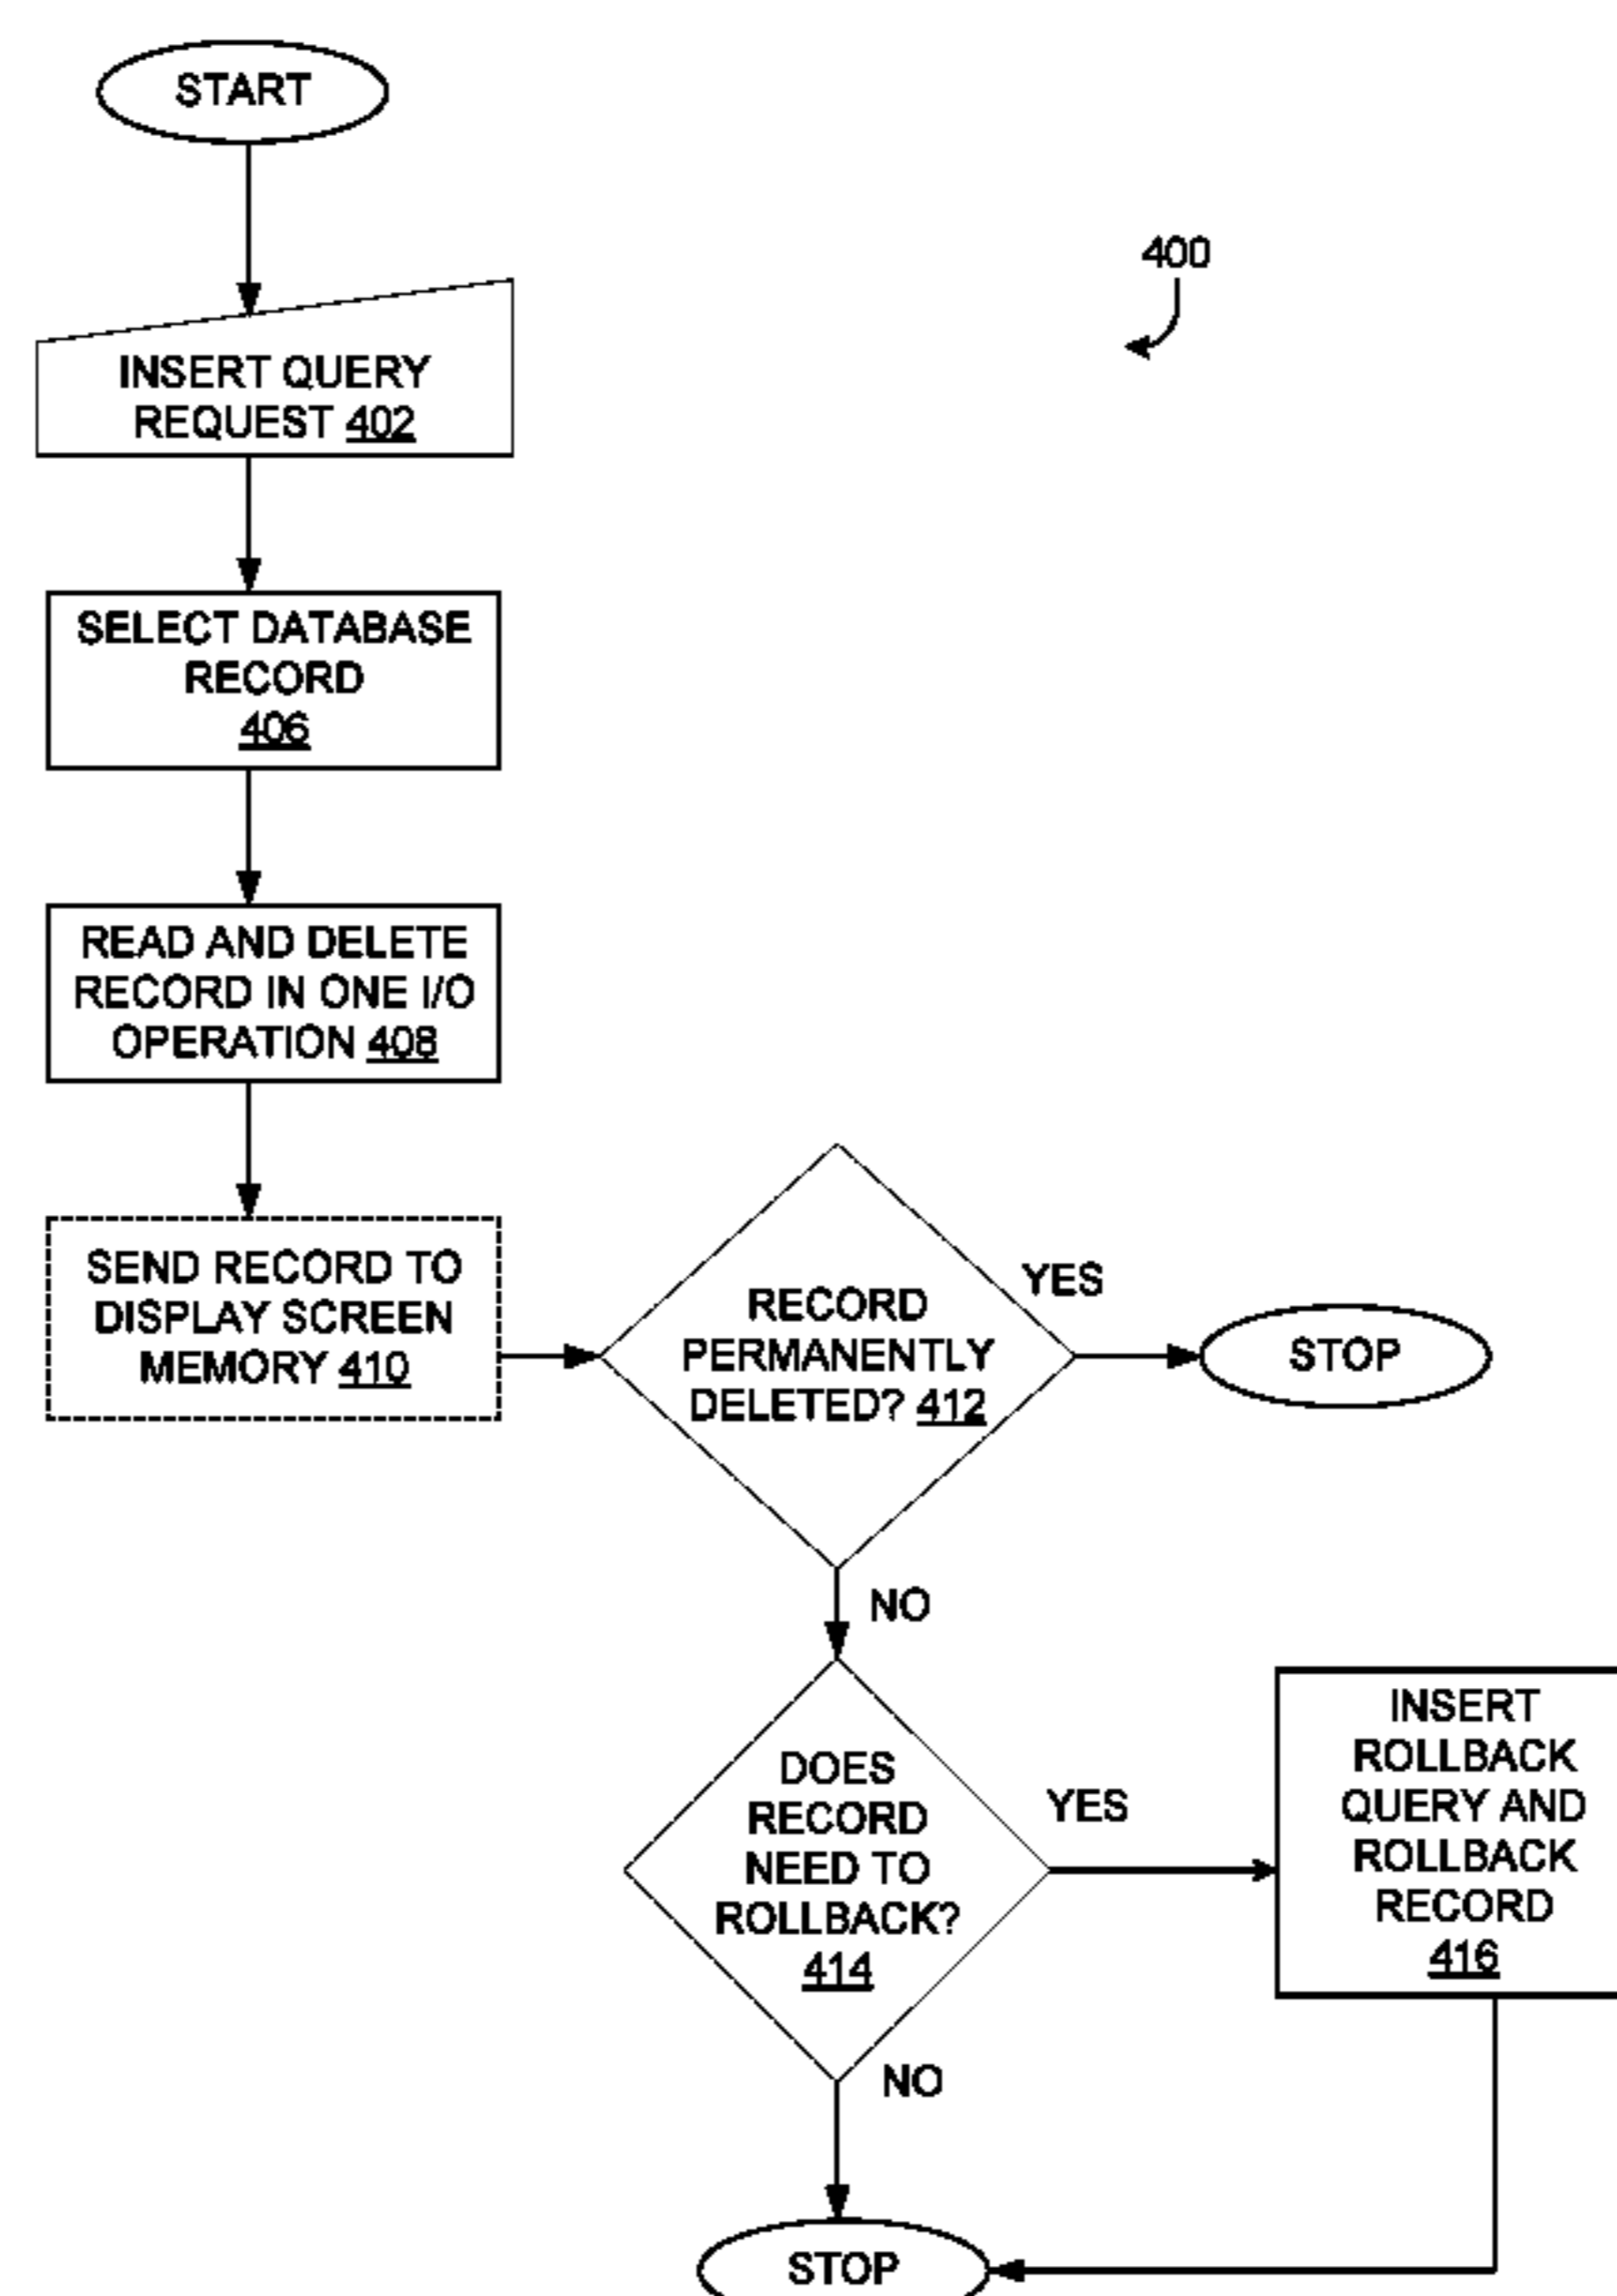 START
400
INSERT QUERY
REQUEST 402
SELECT DATABASE
RECORD
406
READ AND DELETE
RECORD IN ONE I/O
OPERATION 408
SEND RECORD TO
DISPLAY SCREEN
MEMORY 410
RECORD
PERMANENTLY
DELETED? 412
YES
STOP
NO
DOES
RECORD
NEED TO
ROLLBACK?
414
YES
INSERT
ROLLBACK
QUERY AND
ROLLBACK
RECORD
416
NO
STOP